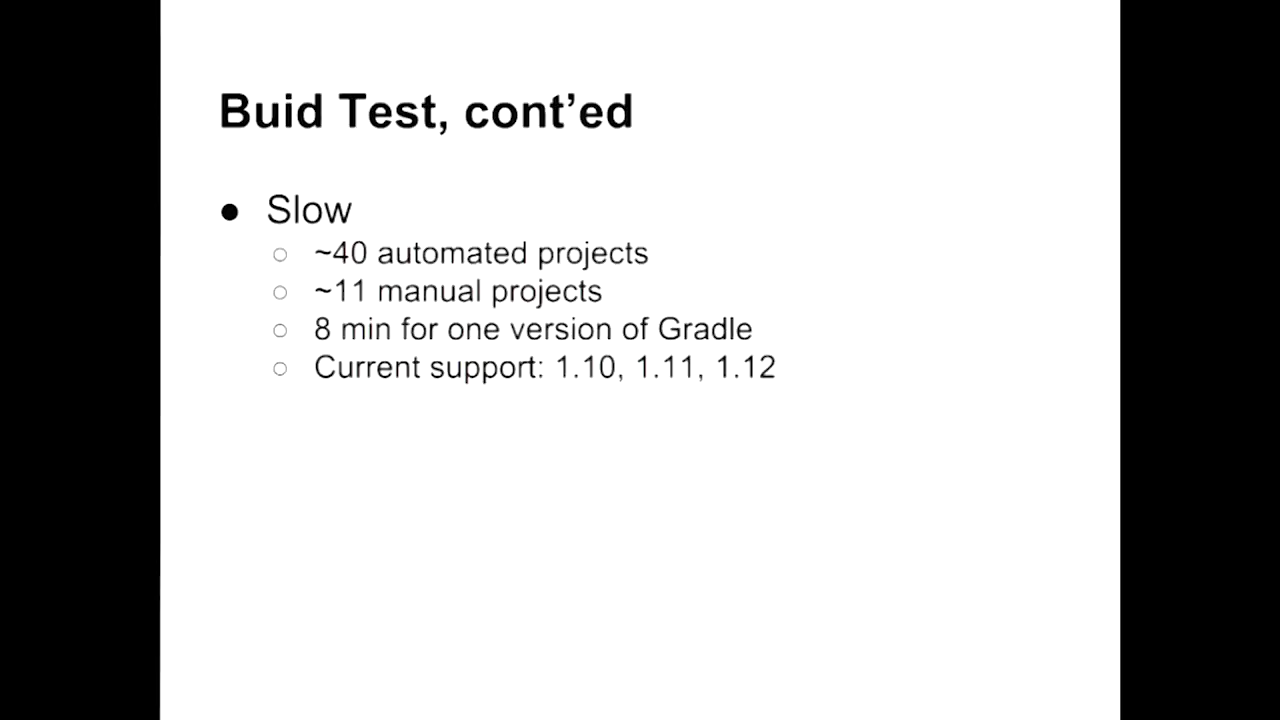 Buid Test, cont’ed
● Slow
○ ~40 automated projects
○ ~11 manual projects
○ 8 min for one version of Gradle
○ Current support: 1.10, 1.11, 1.12